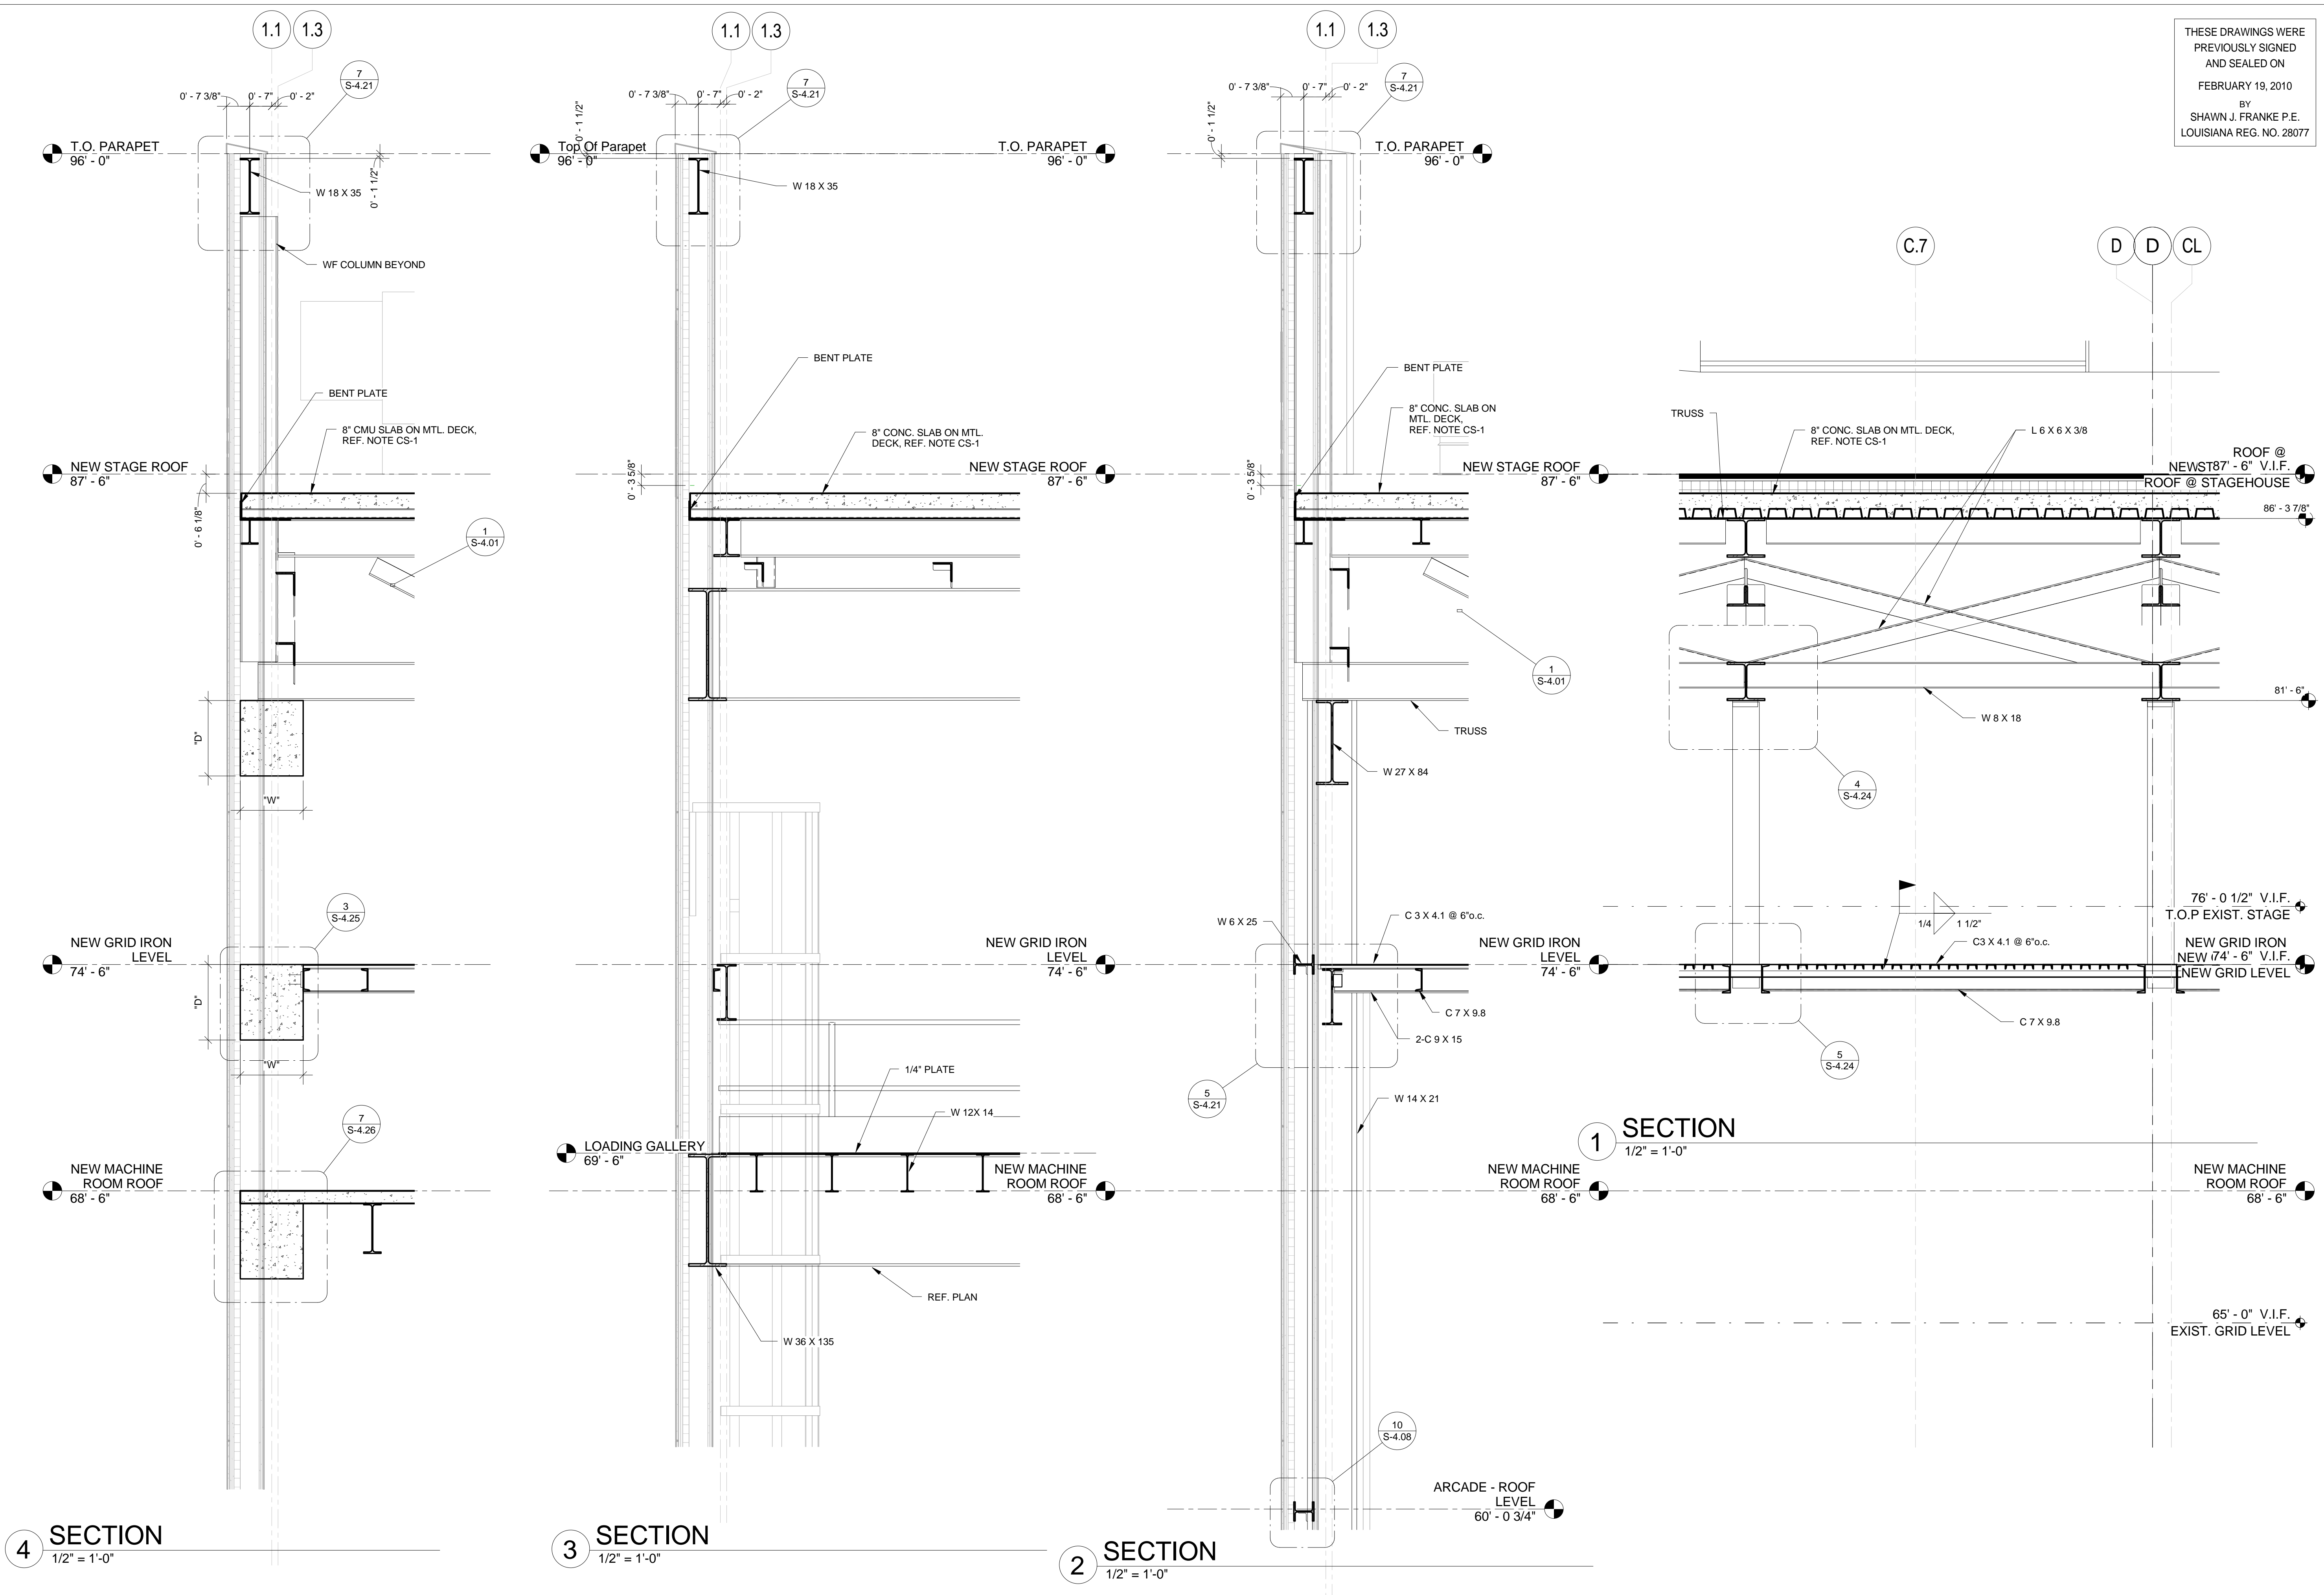 THESE DRAWINGS WERE
PREVIOUSLY SIGNED
AND SEALED ON
FEBRUARY 19, 2010
BY
SHAWN J. FRANKE P.E.
LOUISIANA REG. NO. 28077
1.1
1.3
7
S-4.21
0' - 7 3/8"
0' - 7"
0' - 2"
T.O. PARAPET
96' - 0"
0' - 1 1/2"
W 18 X 35
WF COLUMN BEYOND
BENT PLATE
8" CMU SLAB ON MTL. DECK,
REF. NOTE CS-1
NEW STAGE ROOF
87' - 6"
0' - 6 1/8"
1
S-4.01
"D"
"W"
3
S-4.25
NEW GRID IRON
LEVEL
74' - 6"
"D"
"W"
7
S-4.26
NEW MACHINE
ROOM ROOF
68' - 6"
4
SECTION
1/2" = 1'-0"
1.1
1.3
7
S-4.21
0' - 7 3/8"
0' - 7"
0' - 2"
0' - 1 1/2"
Top Of Parapet
96' - 0"
T.O. PARAPET
96' - 0"
W 18 X 35
BENT PLATE
8" CONC. SLAB ON MTL.
DECK, REF. NOTE CS-1
0' - 3 5/8"
NEW STAGE ROOF
87' - 6"
NEW GRID IRON
LEVEL
74' - 6"
1/4" PLATE
W 12X 14
LOADING GALLERY
69' - 6"
NEW MACHINE
ROOM ROOF
68' - 6"
REF. PLAN
W 36 X 135
3
SECTION
1/2" = 1'-0"
1.1
1.3
7
S-4.21
0' - 7 3/8"
0' - 7"
0' - 2"
0' - 1 1/2"
T.O. PARAPET
96' - 0"
BENT PLATE
8" CONC. SLAB ON
MTL. DECK,
REF. NOTE CS-1
0' - 3 5/8"
NEW STAGE ROOF
87' - 6"
1
S-4.01
TRUSS
W 27 X 84
W 6 X 25
C 3 X 4.1 @ 6"o.c.
NEW GRID IRON
LEVEL
74' - 6"
C 7 X 9.8
2-C 9 X 15
5
S-4.21
W 14 X 21
NEW MACHINE
ROOM ROOF
68' - 6"
10
S-4.08
ARCADE - ROOF
LEVEL
60' - 0 3/4"
2
SECTION
1/2" = 1'-0"
C.7
D
D
CL
TRUSS
8" CONC. SLAB ON MTL. DECK,
REF. NOTE CS-1
L 6 X 6 X 3/8
ROOF @
NEWST87' - 6" V.I.F.
ROOF @ STAGEHOUSE
86' - 3 7/8"
81' - 6"
W 8 X 18
4
S-4.24
76' - 0 1/2" V.I.F.
T.O.P EXIST. STAGE
1/4
1 1/2"
C3 X 4.1 @ 6"o.c.
NEW GRID IRON
NEW 74' - 6" V.I.F.
NEW GRID LEVEL
C 7 X 9.8
5
S-4.24
1
SECTION
1/2" = 1'-0"
NEW MACHINE
ROOM ROOF
68' - 6"
65' - 0" V.I.F.
EXIST. GRID LEVEL